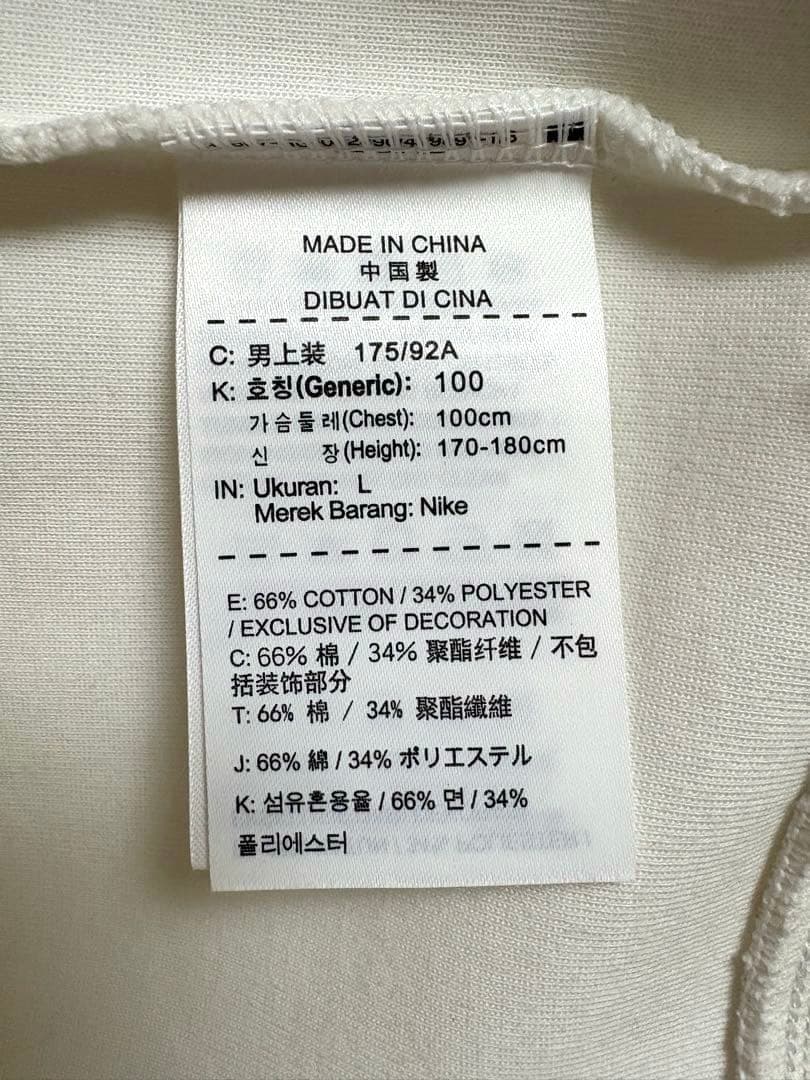 MADE IN CHINA
中国製
DIBUAT DI CINA
C: 男上装 175/92A
K: 호칭(Generic): 100
가슴둘레(Chest): 100cm
신 장(Height): 170-180cm
IN: Ukuran: L
Merek Barang: Nike
E: 66% COTTON / 34% POLYESTER
/ EXCLUSIVE OF DECORATION
C: 66% 棉 / 34% 聚酯纤维 / 不包
括装饰部分
T: 66% 棉 / 34% 聚酯纖維
J: 66% 綿 / 34% ポリエステル
K: 섬유혼용율 / 66% 면 / 34%
폴리에스터